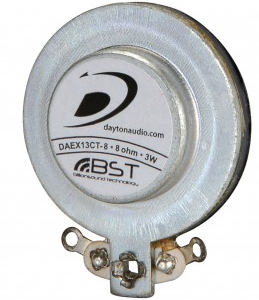 daytonaudio.com
DAEX13CT-8 • 8 ohm • 3W
BST
balanced sound technology